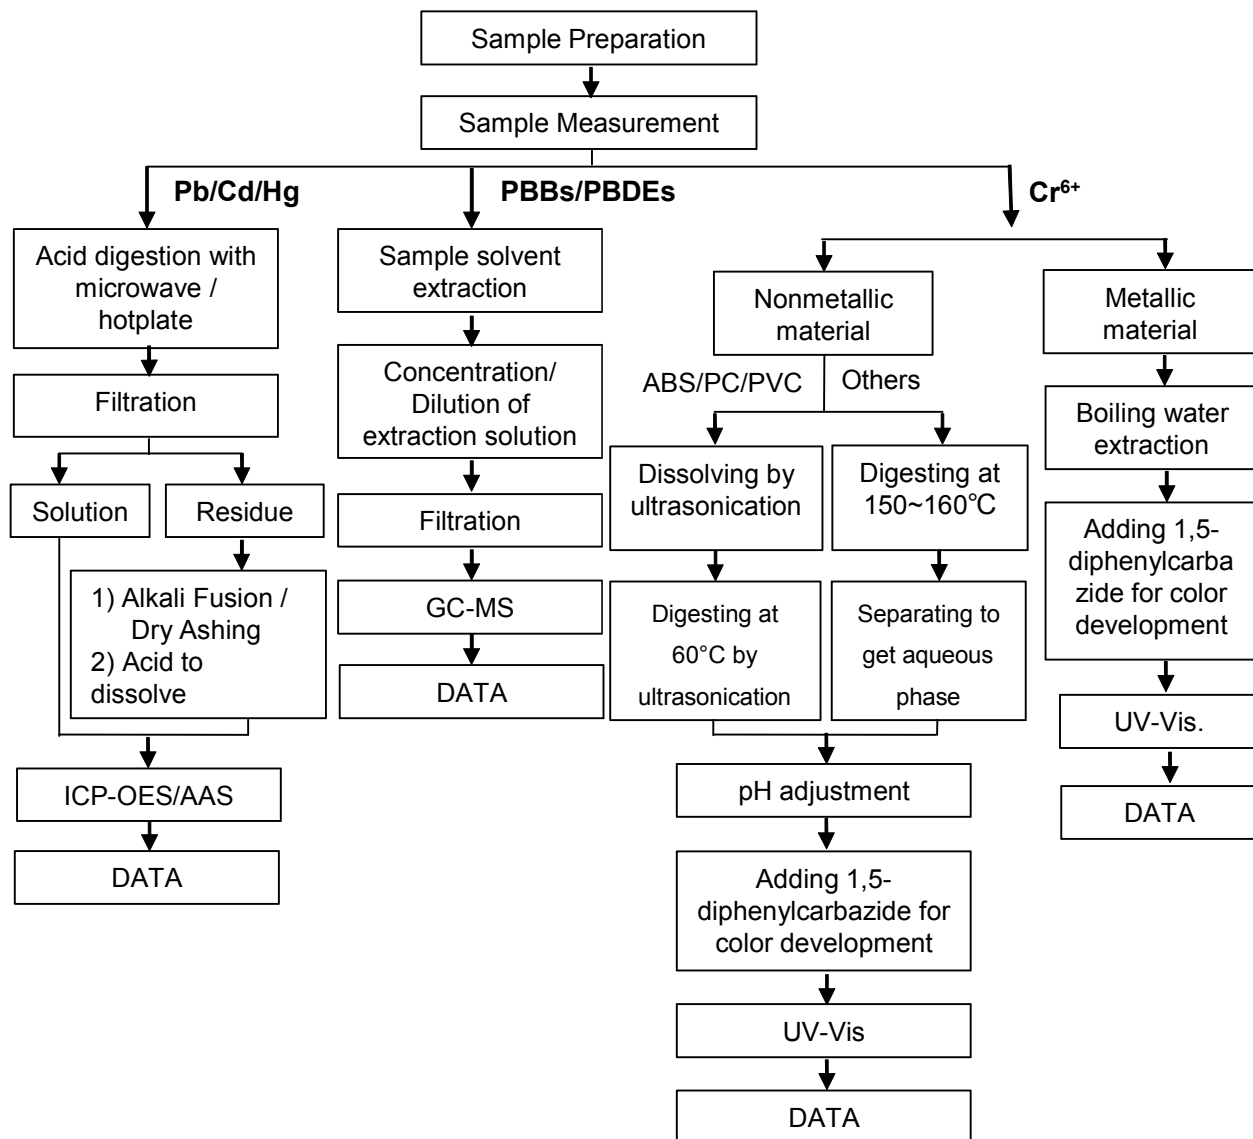 Sample Preparation
Sample Measurement
Pb/Cd/Hg
PBBs/PBDEs
Cr⁶⁺
Acid digestion with
microwave /
hotplate
Filtration
Solution
Residue
1) Alkali Fusion /
Dry Ashing
2) Acid to
dissolve
ICP-OES/AAS
DATA
Sample solvent
extraction
Concentration/
Dilution of
extraction solution
Filtration
GC-MS
DATA
Nonmetallic
material
ABS/PC/PVC
Others
Dissolving by
ultrasonication
Digesting at
60°C by
ultrasonication
Digesting at
150~160℃
Separating to
get aqueous
phase
pH adjustment
Adding 1,5-
diphenylcarbazide for
color development
UV-Vis
DATA
Metallic
material
Boiling water
extraction
Adding 1,5-
diphenylcarba
zide for color
development
UV-Vis.
DATA